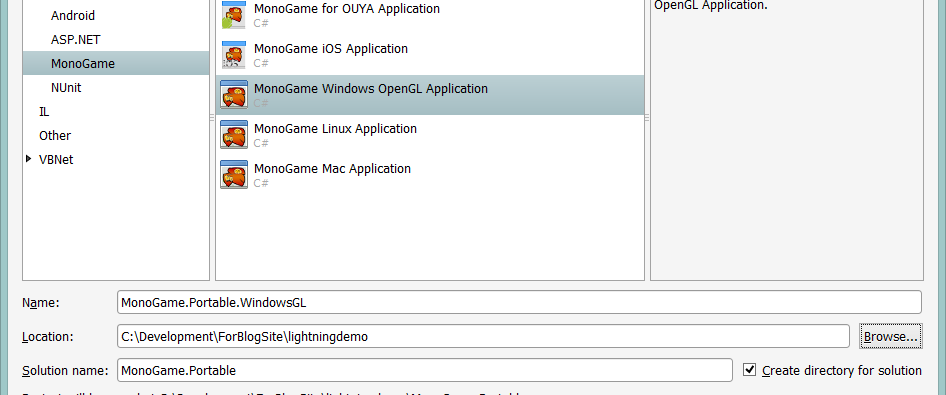 OpenGL Application.
Android
ASP.NET
MonoGame
NUnit
IL
Other
VBNet
MonoGame for OUYA Application
C#
MonoGame iOS Application
C#
MonoGame Windows OpenGL Application
C#
MonoGame Linux Application
C#
MonoGame Mac Application
C#
Name:
MonoGame.Portable.WindowsGL
Location:
C:\Development\ForBlogSite\lightningdemo
Browse...
Solution name:
MonoGame.Portable
Create directory for solution